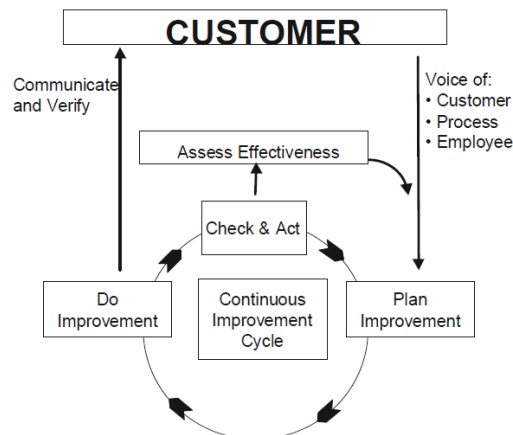 CUSTOMER
Communicate
and Verify
Voice of:
• Customer
• Process
• Employee
Assess Effectiveness
Check & Act
Do
Improvement
Continuous
Improvement
Cycle
Plan
Improvement